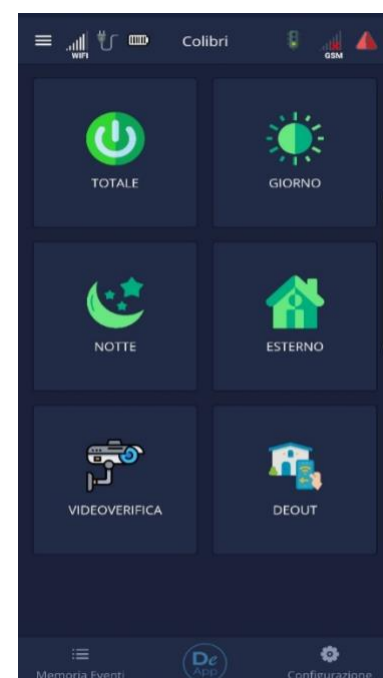 Colibri
WIFI
GSM
TOTALE
GIORNO
NOTTE
ESTERNO
VIDEOVERIFICA
DEOUT
De
App
Memoria Eventi
Configurazione